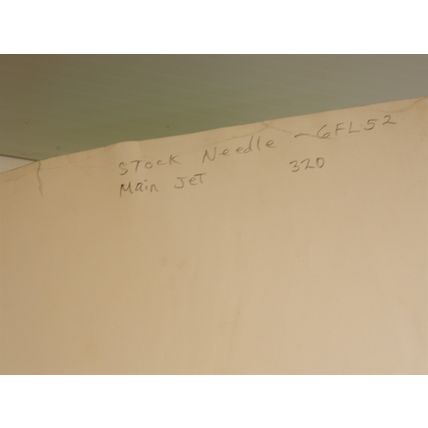 Stock Needle - 6FL52
Main Jet 320